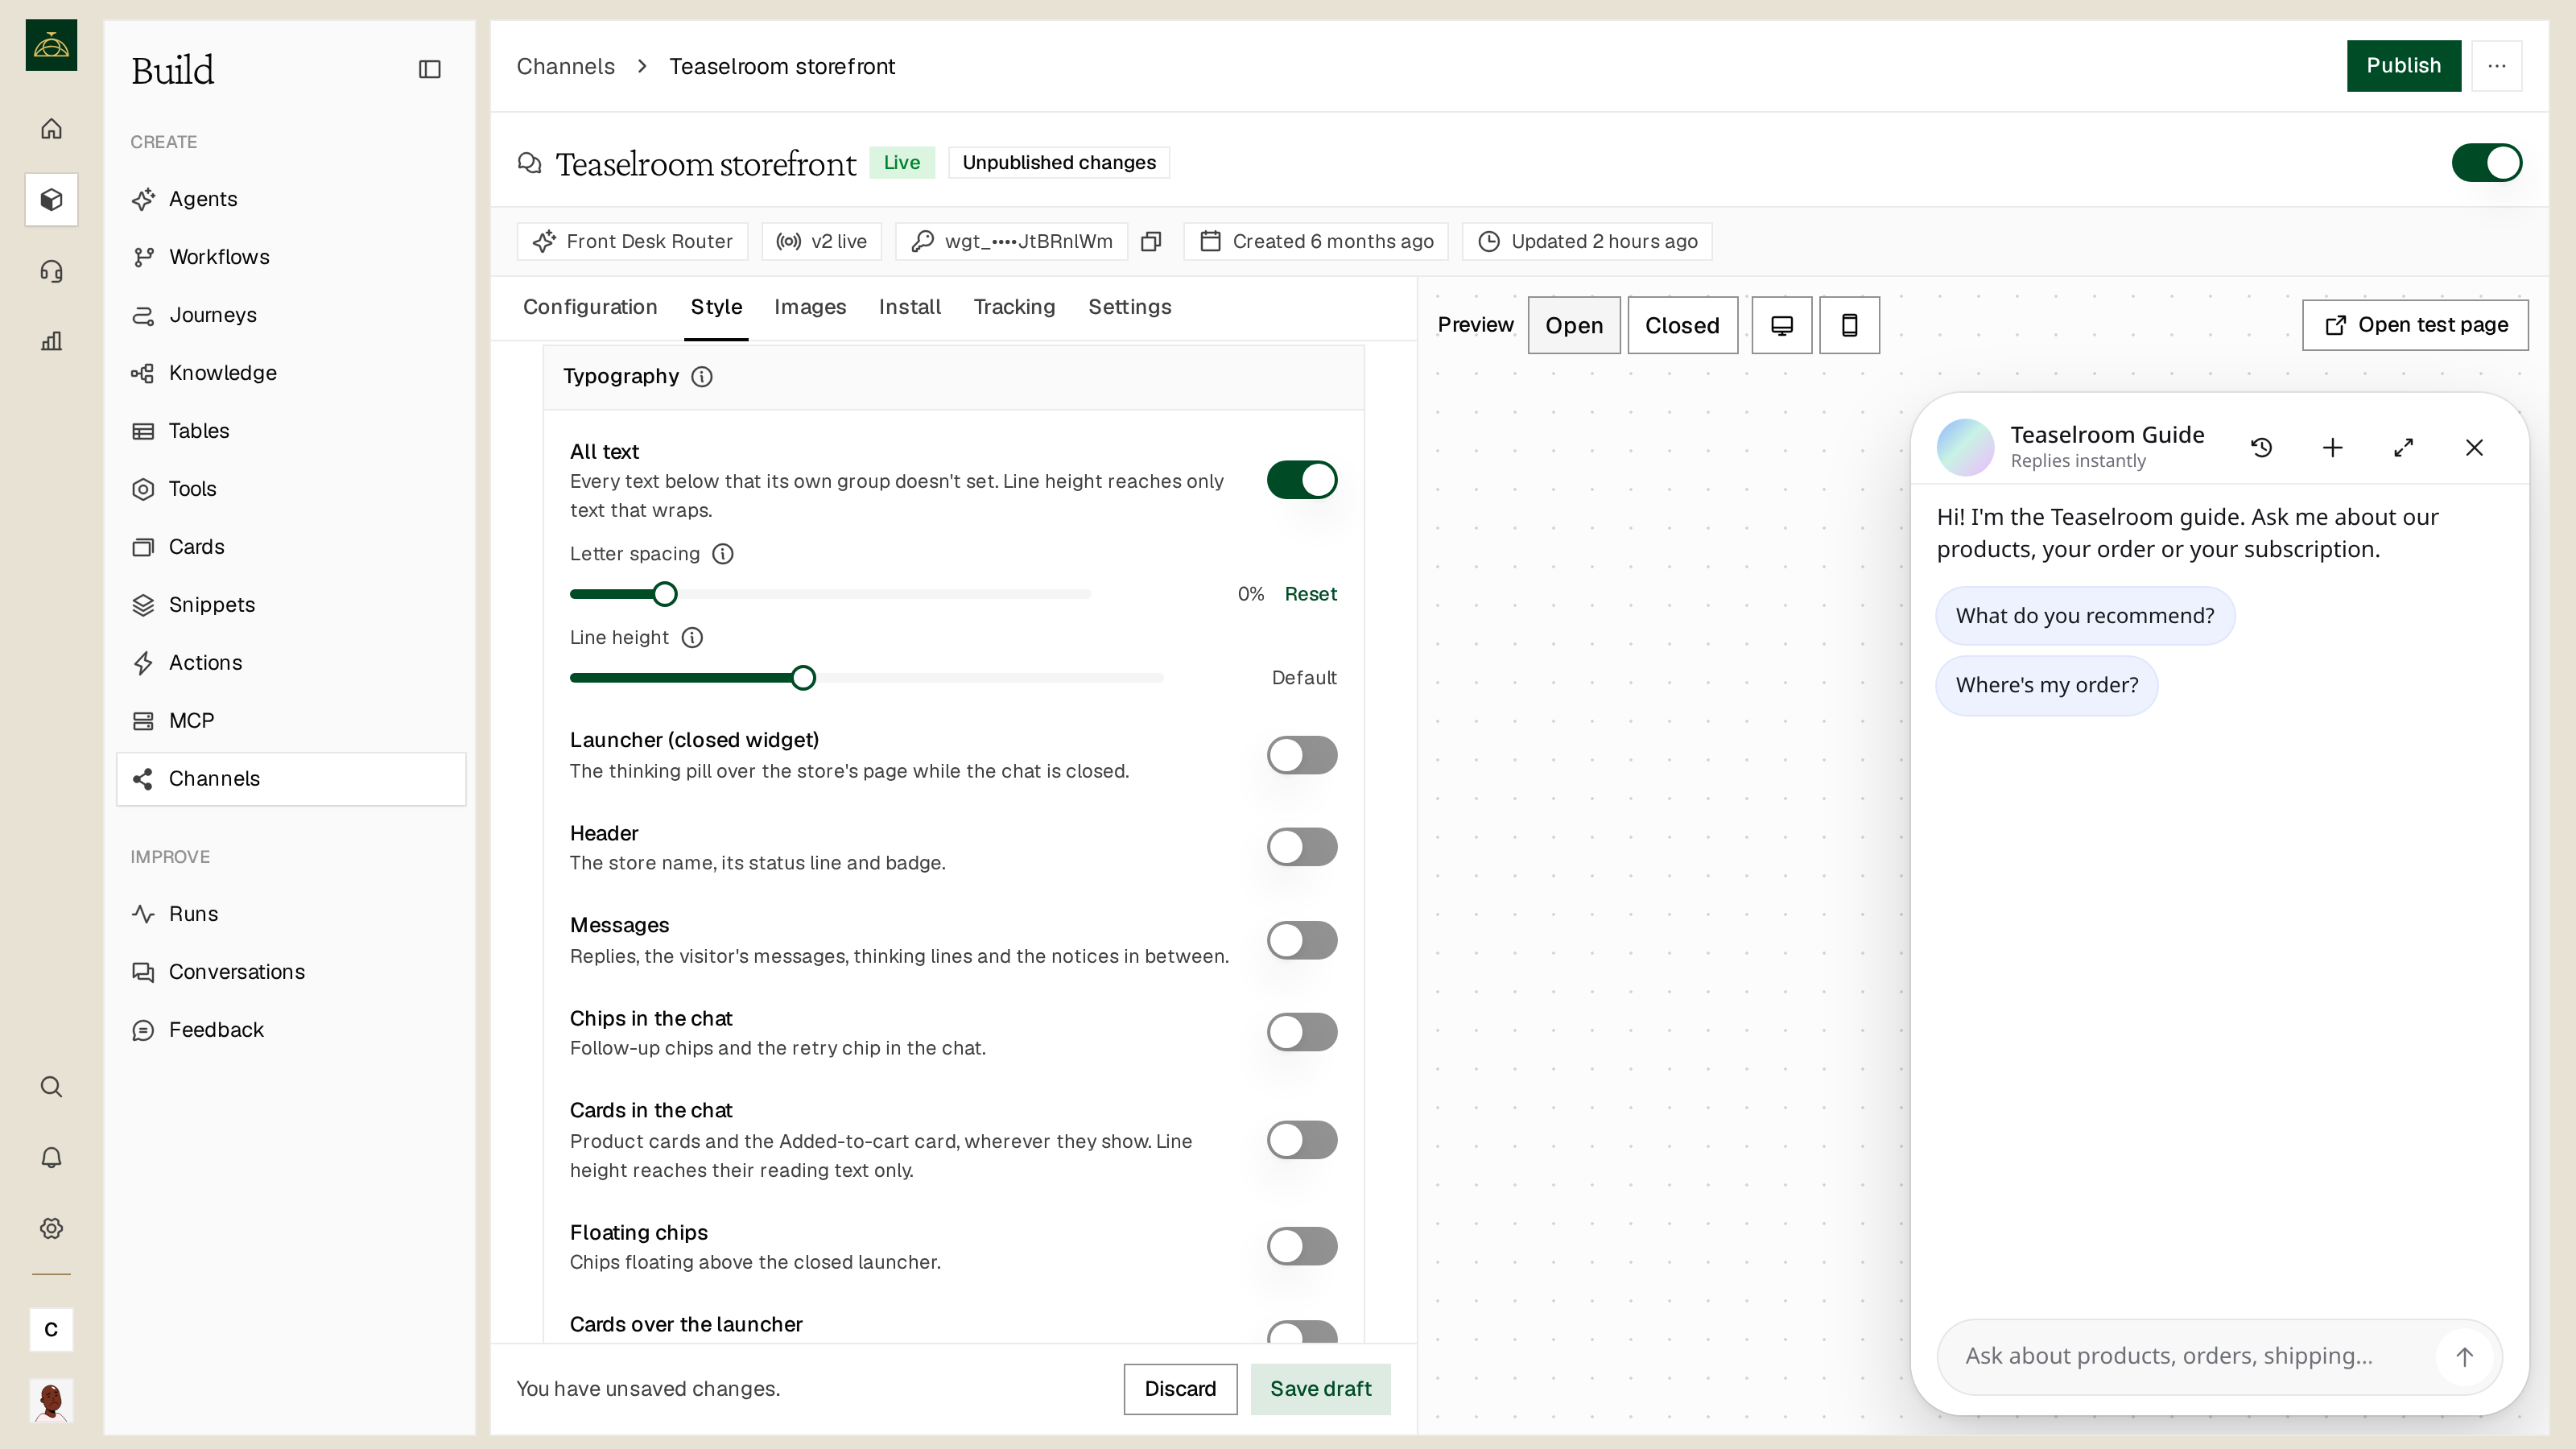 Build
CREATE
Agents
Workflows
Journeys
Knowledge
Tables
Tools
Cards
Snippets
Actions
MCP
Channels
IMPROVE
Runs
Conversations
Feedback
C
Channels
Teaselroom storefront
Publish
Teaselroom storefront
Live
Unpublished changes
Front Desk Router
v2 live
wgt_••••JtBRnlWm
Created 6 months ago
Updated 2 hours ago
Configuration
Style
Images
Install
Tracking
Settings
Typography
All text
Every text below that its own group doesn't set. Line height reaches only
text that wraps.
Letter spacing
0%
Reset
Line height
Default
Launcher (closed widget)
The thinking pill over the store's page while the chat is closed.
Header
The store name, its status line and badge.
Messages
Replies, the visitor's messages, thinking lines and the notices in between.
Chips in the chat
Follow-up chips and the retry chip in the chat.
Cards in the chat
Product cards and the Added-to-cart card, wherever they show. Line
height reaches their reading text only.
Floating chips
Chips floating above the closed launcher.
Cards over the launcher
You have unsaved changes.
Discard
Save draft
Preview
Open
Closed
Open test page
Teaselroom Guide
Replies instantly
Hi! I'm the Teaselroom guide. Ask me about our
products, your order or your subscription.
What do you recommend?
Where's my order?
Ask about products, orders, shipping...